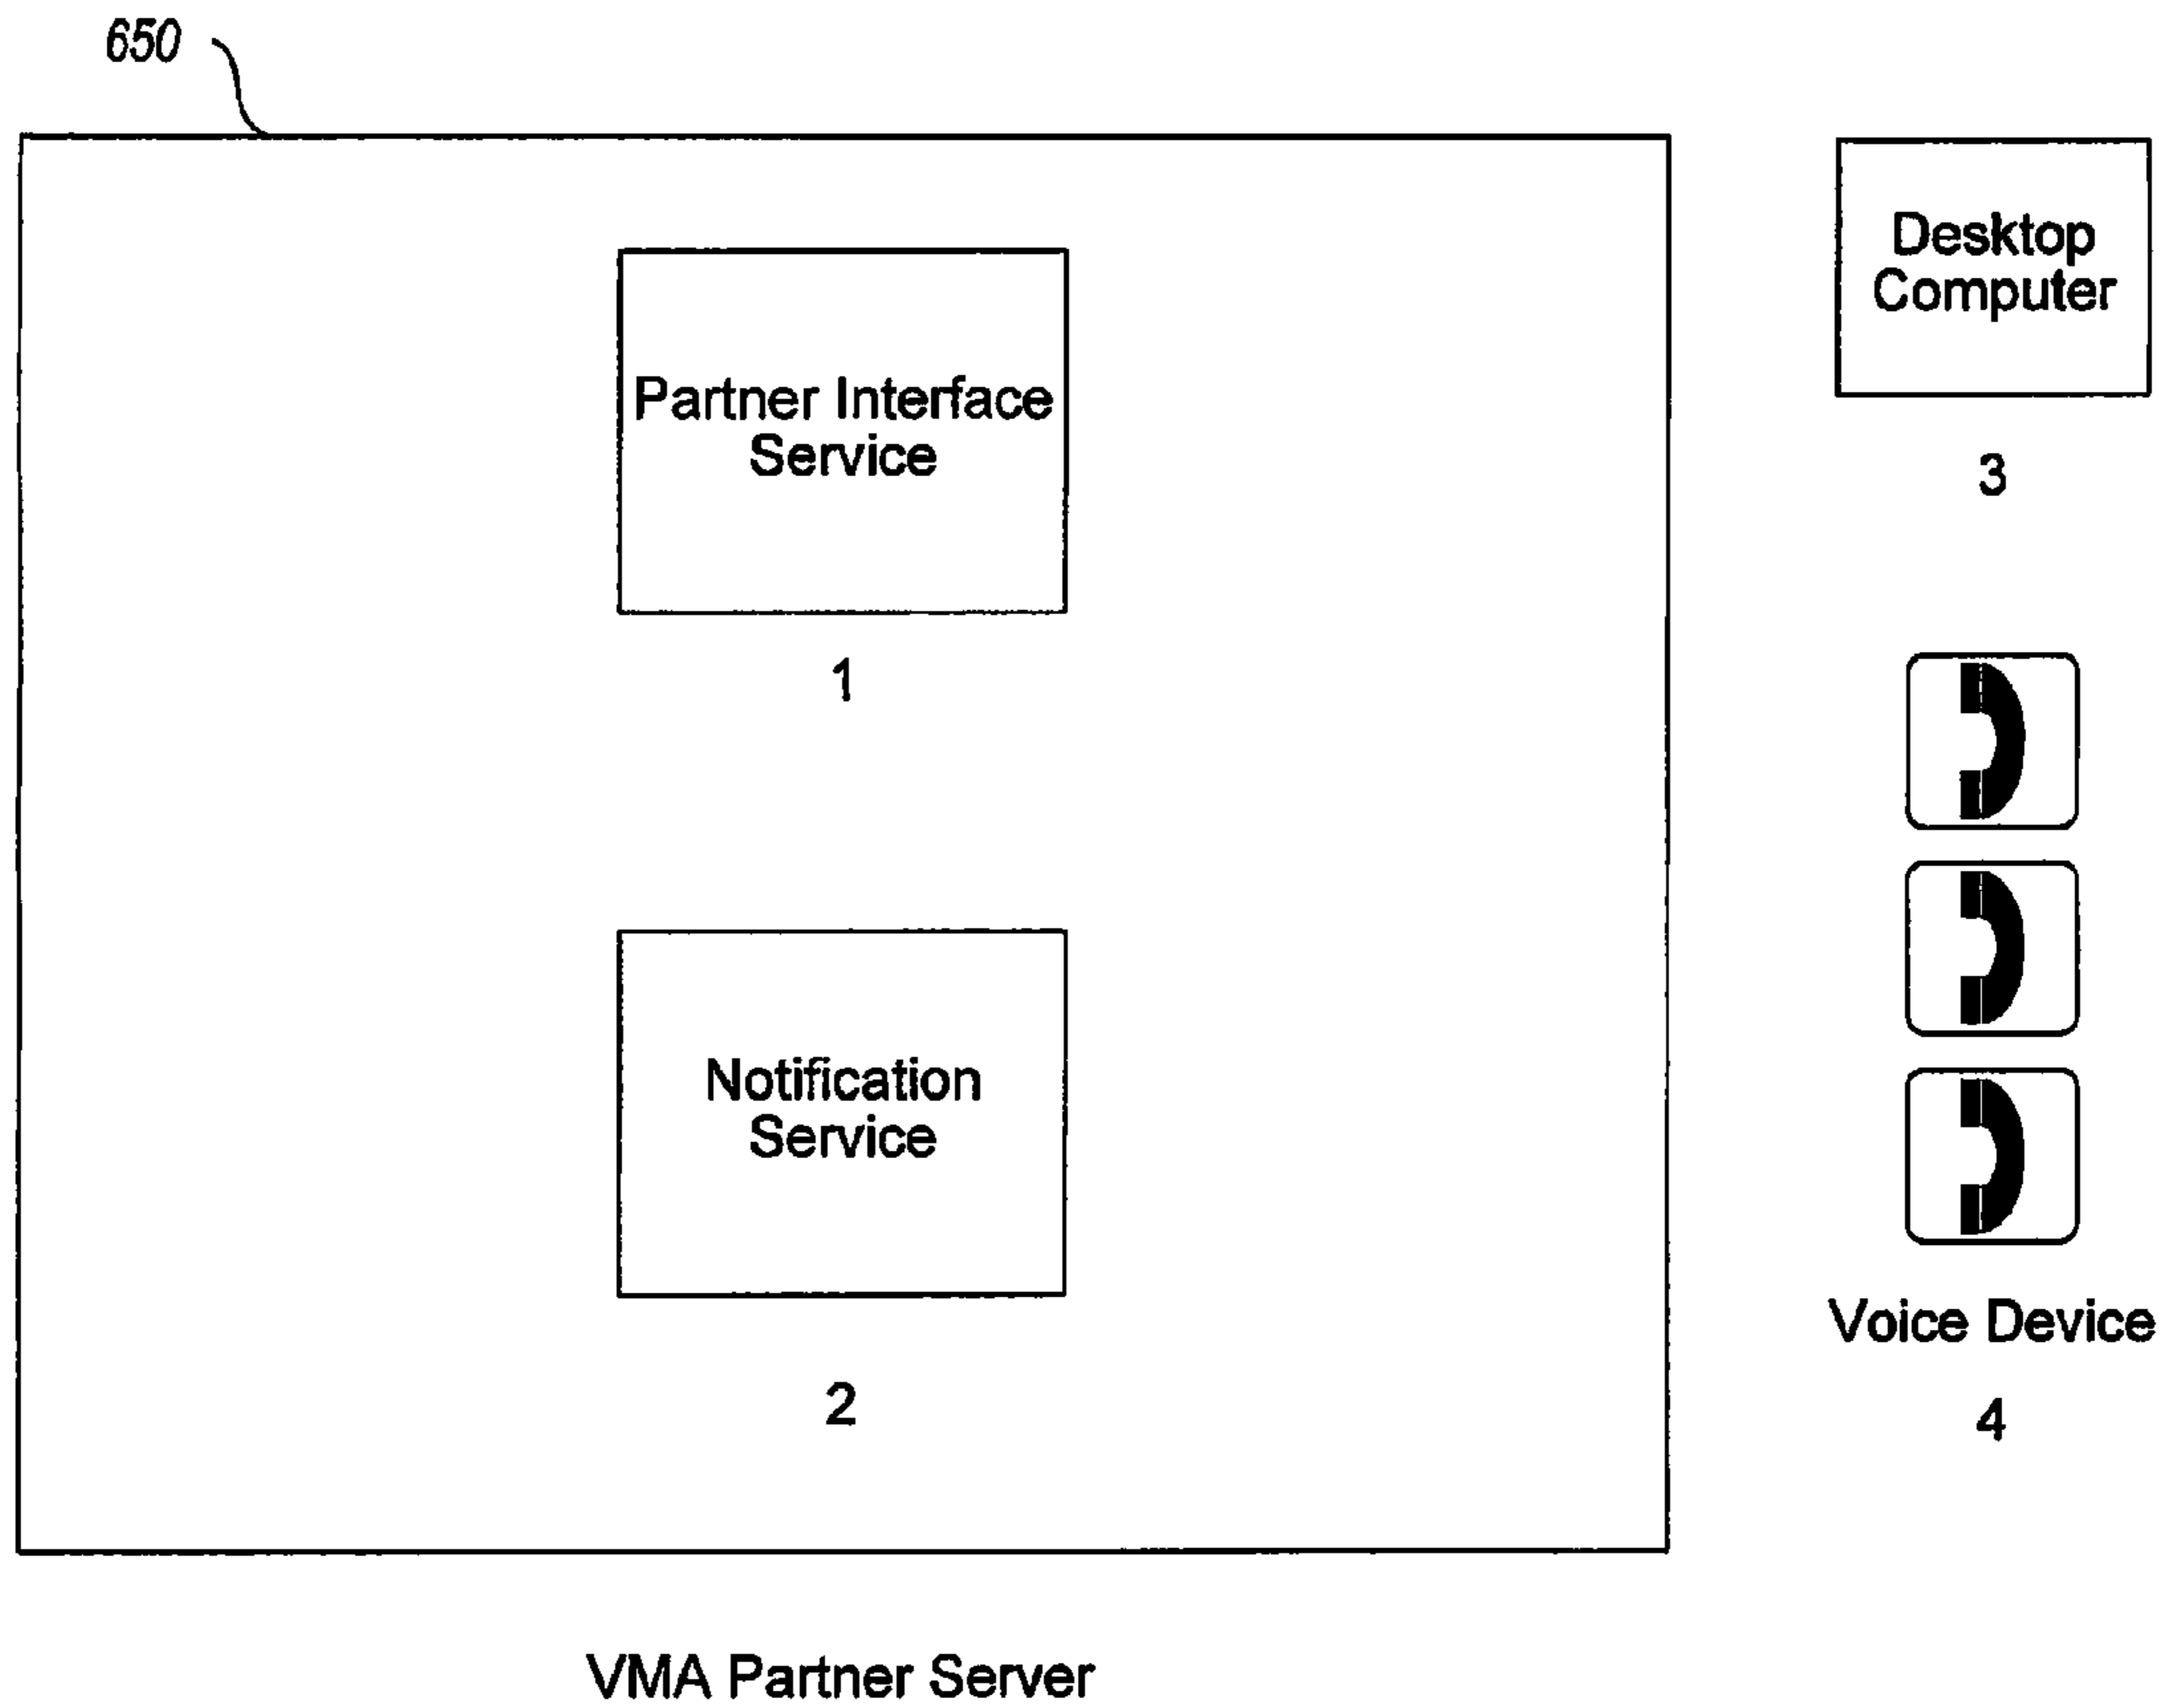 650
Partner Interface
Service
1
Notification
Service
2
Desktop
Computer
3
Voice Device
4
VMA Partner Server